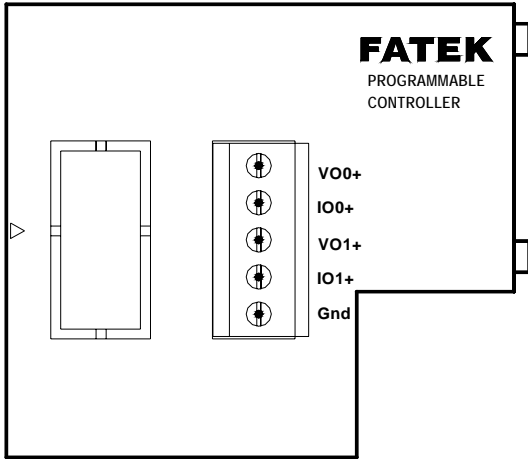 FATEK
PROGRAMMABLE
CONTROLLER
VO0+
IO0+
VO1+
IO1+
Gnd